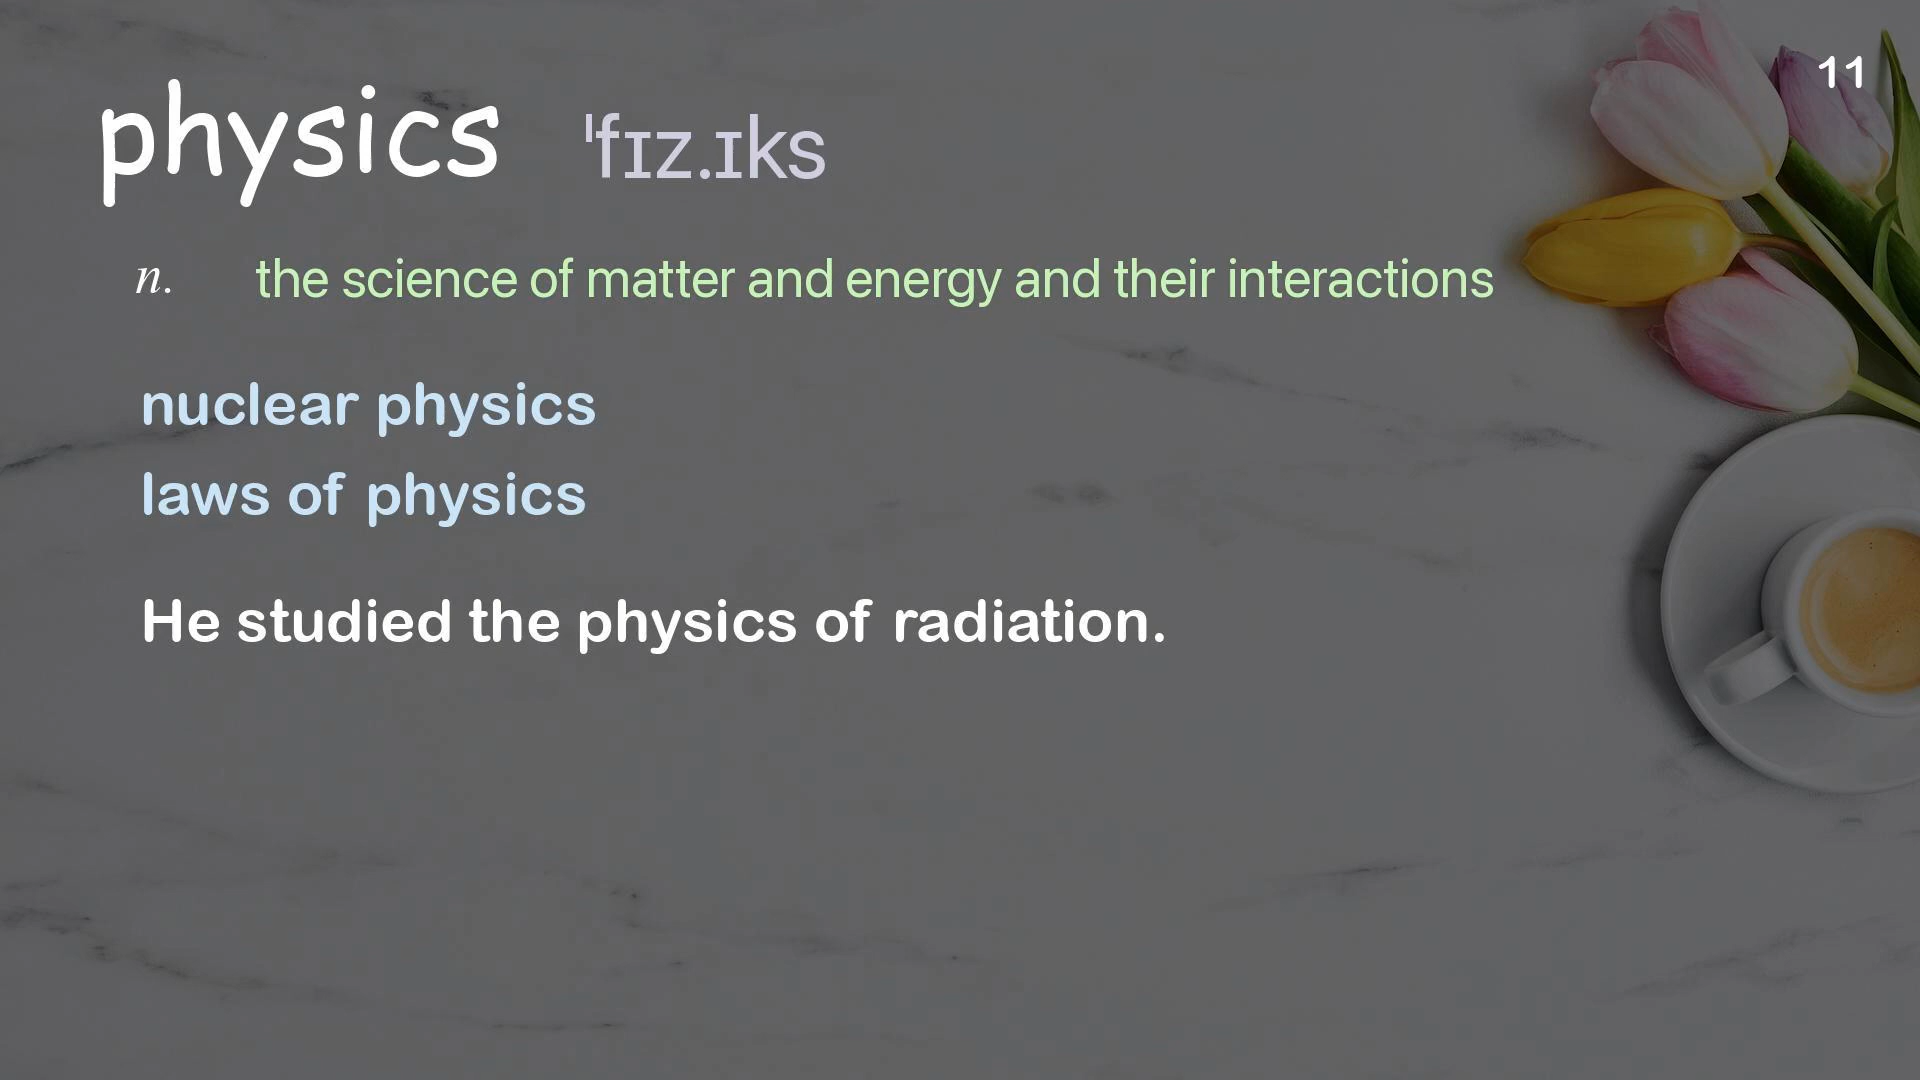 11
physics ˈfɪz.ɪks
n. the science of matter and energy and their interactions
nuclear physics
laws of physics
He studied the physics of radiation.